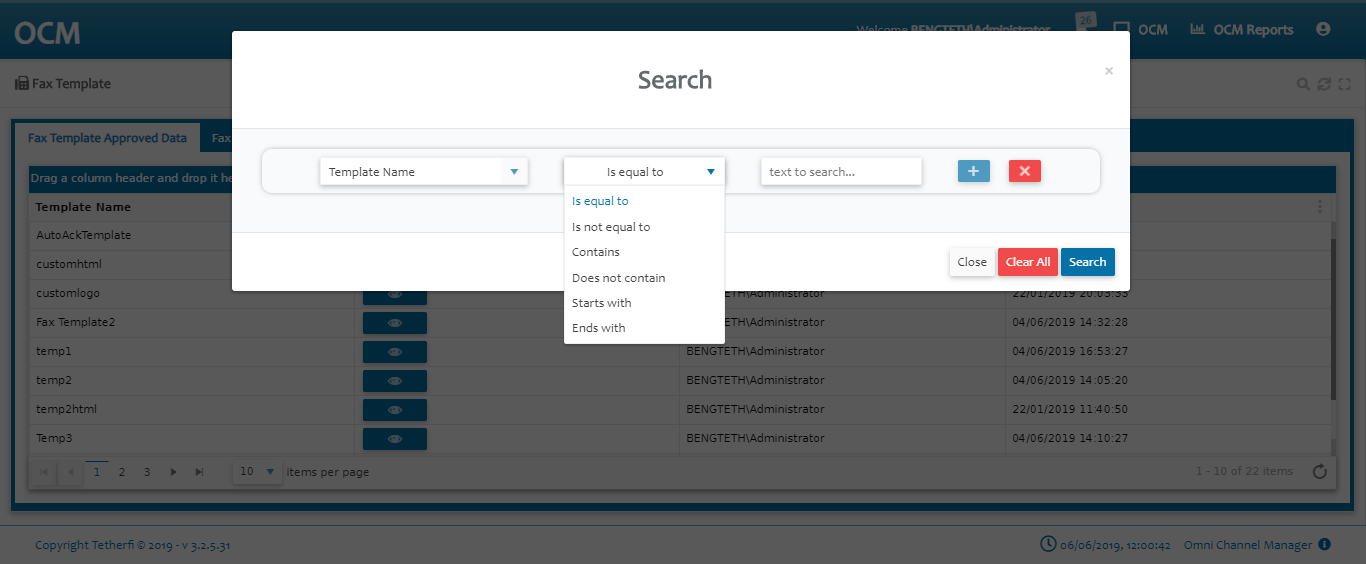 OCM
Welcome BENGTETH\Administrator
26
OCM
OCM Reports
Fax Template
Search
×
Fax Template Approved Data
Fax
Drag a column header and drop it he
Template Name
Is equal to
text to search...
Template Name
Is equal to
Is not equal to
Contains
Does not contain
Starts with
Ends with
Close
Clear All
Search
AutoAckTemplate
customhtml
customlogo
22/01/2019 20:03:33
Fax Template2
BENGTETH\Administrator
04/06/2019 14:32:28
temp1
BENGTETH\Administrator
04/06/2019 16:53:27
temp2
BENGTETH\Administrator
04/06/2019 14:05:20
temp2html
BENGTETH\Administrator
22/01/2019 11:40:50
Temp3
BENGTETH\Administrator
04/06/2019 14:10:27
1 2 3
10 items per page
1 - 10 of 22 items
Copyright Tetherfi © 2019 - v 3.2.5.31
06/06/2019, 12:00:42
Omni Channel Manager